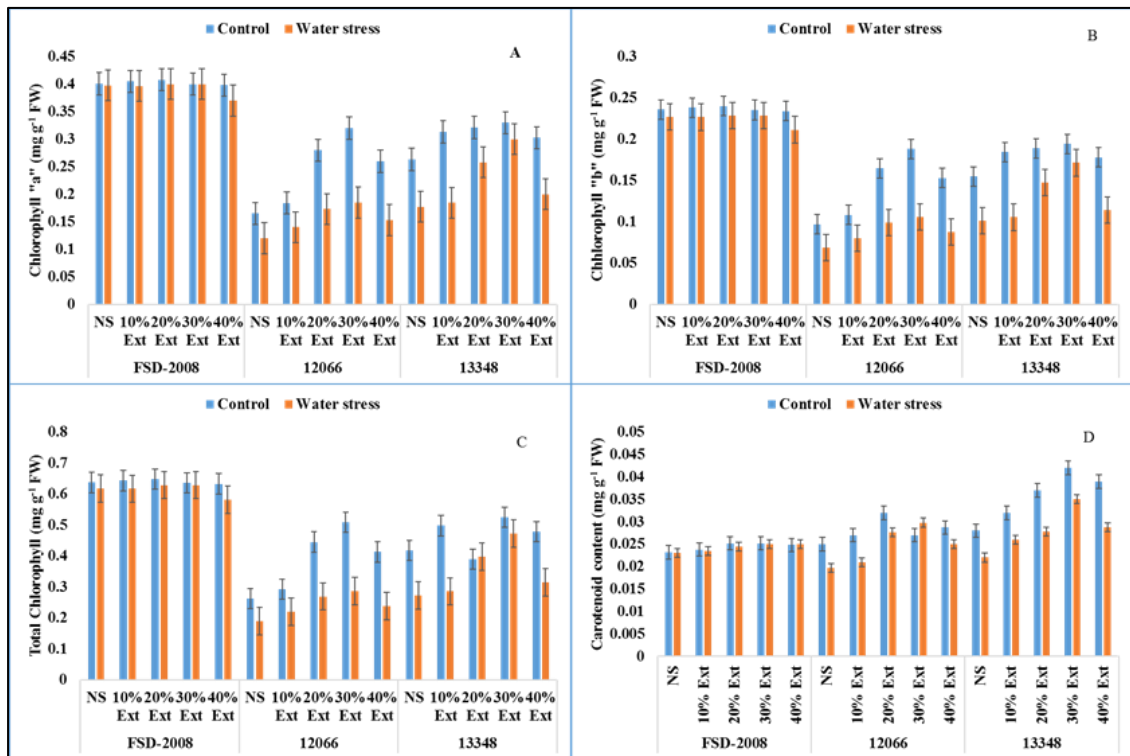 Control Water stress
A
Chlorophyll "a" (mg g-1 FW)
0.45
0.4
0.35
0.3
0.25
0.2
0.15
0.1
0.05
0
NS 10% Ext 20% Ext 30% Ext 40% Ext NS 10% Ext 20% Ext 30% Ext 40% Ext NS 10% Ext 20% Ext 30% Ext 40% Ext
FSD-2008 12066 13348
Control Water stress
B
Chhlorophyll "b" (mg g-1 FW)
0.3
0.25
0.2
0.15
0.1
0.05
0
NS 10% Ext 20% Ext 30% Ext 40% Ext NS 10% Ext 20% Ext 30% Ext 40% Ext NS 10% Ext 20% Ext 30% Ext 40% Ext
FSD-2008 12066 13348
Control Water stress
C
Total Chlorophyll (mg g-1 FW)
0.8
0.7
0.6
0.5
0.4
0.3
0.2
0.1
0
NS 10% Ext 20% Ext 30% Ext 40% Ext NS 10% Ext 20% Ext 30% Ext 40% Ext NS 10% Ext 20% Ext 30% Ext 40% Ext
FSD-2008 12066 13348
Control Water stress
D
Carotenoid content (mg g-1 FW)
0.05
0.045
0.04
0.035
0.03
0.025
0.02
0.015
0.01
0.005
0
NS 10% Ext 20% Ext 30% Ext 40% Ext NS 10% Ext 20% Ext 30% Ext 40% Ext NS 10% Ext 20% Ext 30% Ext 40% Ext
FSD-2008 12066 13348